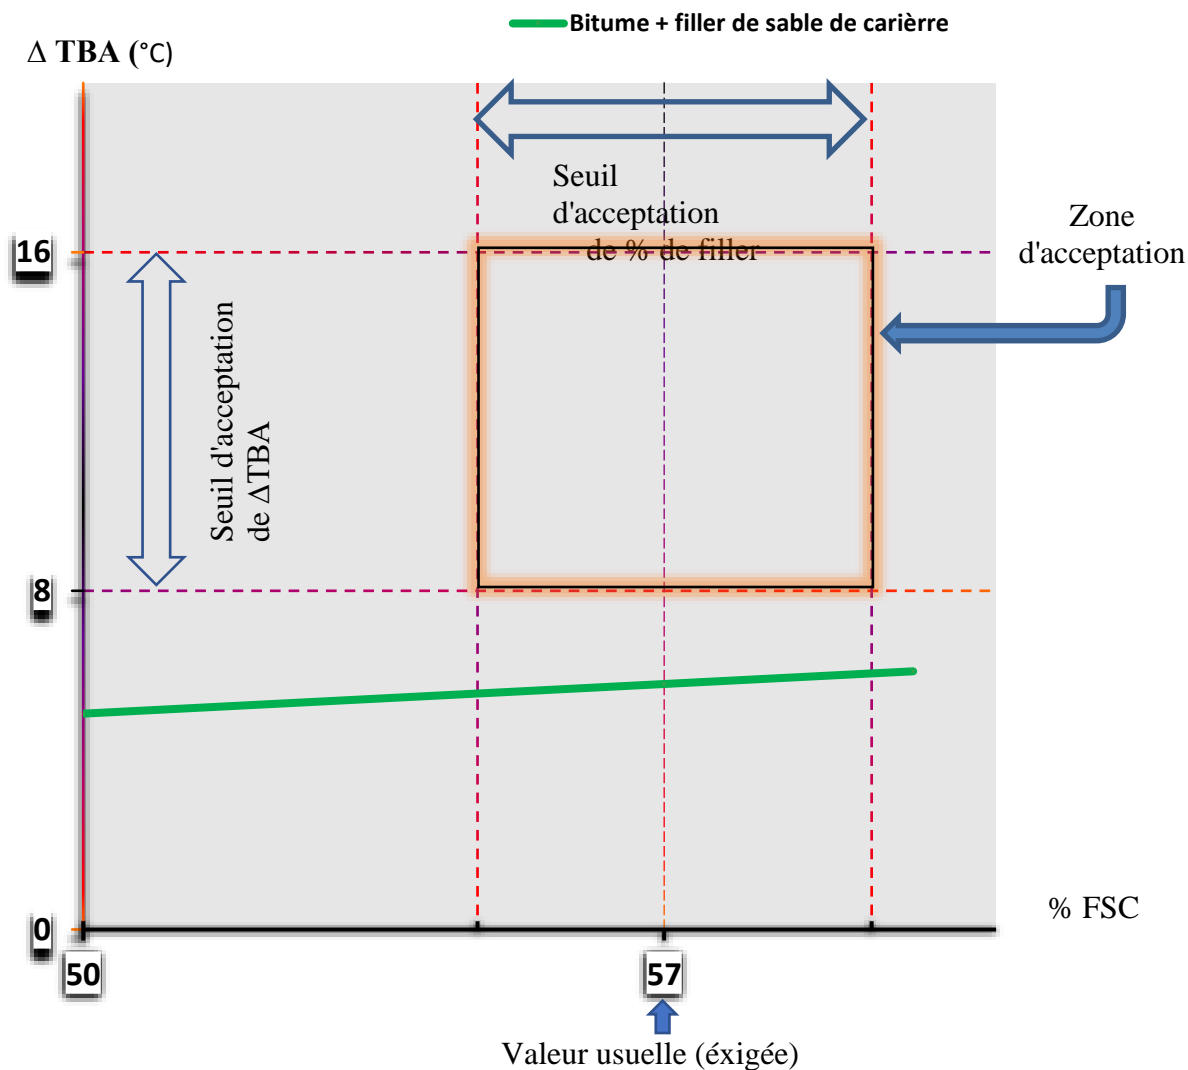 Bitume + filler de sable de carièrre
Δ TBA (°C)
Seuil
d'acceptation
de % de filler
Zone
d'acceptation
16
Seuil d'acceptation
de ΔTBA
8
0
% FSC
50
57
Valeur usuelle (éxigée)